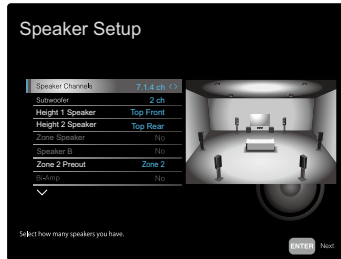 Speaker Setup
Speaker Channels 7.1.4 ch <>
Subwoofer 2 ch
Height 1 Speaker Top Front
Height 2 Speaker Top Rear
Zone Speaker No
Speaker B No
Zone 2 Preout Zone 2
Bi-Amp No
Select how many speakers you have.
ENTER Next